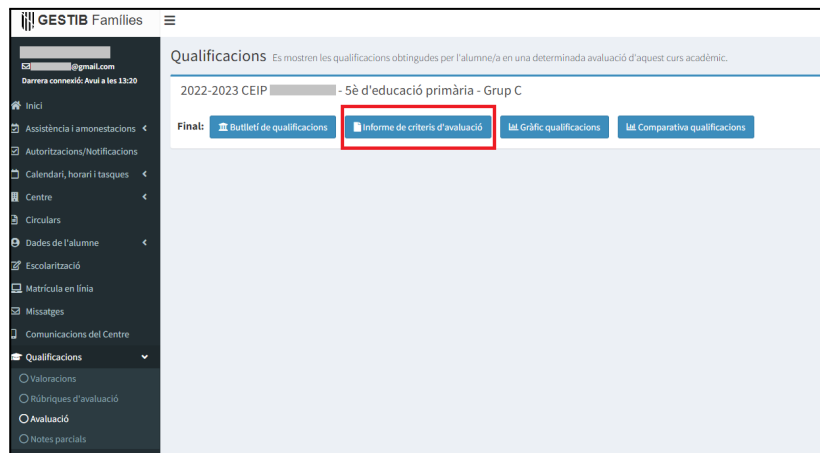 GESTIB Famílies
@gmail.com
Darrera connexió: Avui a les 13:20
Inici
Assistència i amonestacions
Autoritzacions/Notificacions
Calendari, horari i tasques
Centre
Circulars
Dades de l'alumne
Escolarització
Matrícula en línia
Missatges
Comunicacions del Centre
Qualificacions
Valoracions
Rúbriques d'avaluació
Avaluació
Notes parcials
Qualificacions Es mostren les qualificacions obtingudes per l'alumne/a en una determinada avaluació d'aquest curs acadèmic.
2022-2023 CEIP - 5è d'educació primària - Grup C
Final: Butlletí de qualificacions Informe de criteris d'avaluació Gràfic qualificacions Comparativa qualificacions